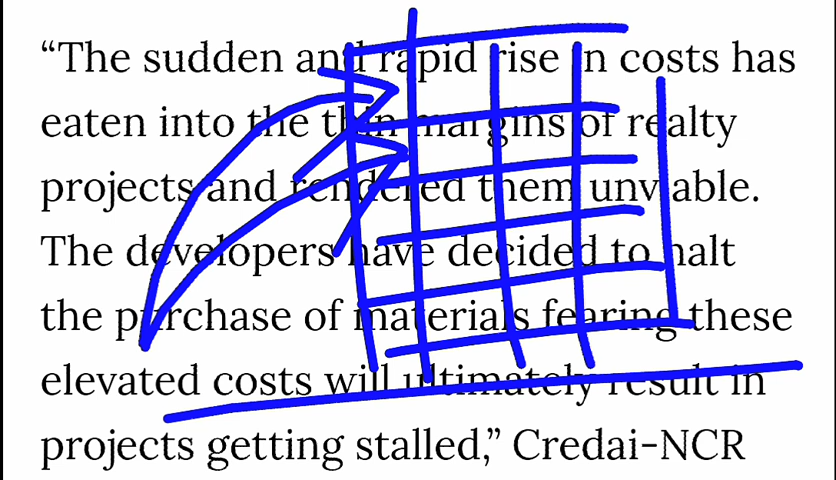 “The sudden and rapid rise in costs has
eaten into the thin margins of realty
projects and rendered them unviable.
The developers have decided to halt
the purchase of materials fearing these
elevated costs will ultimately result in
projects getting stalled,” Credai-NCR